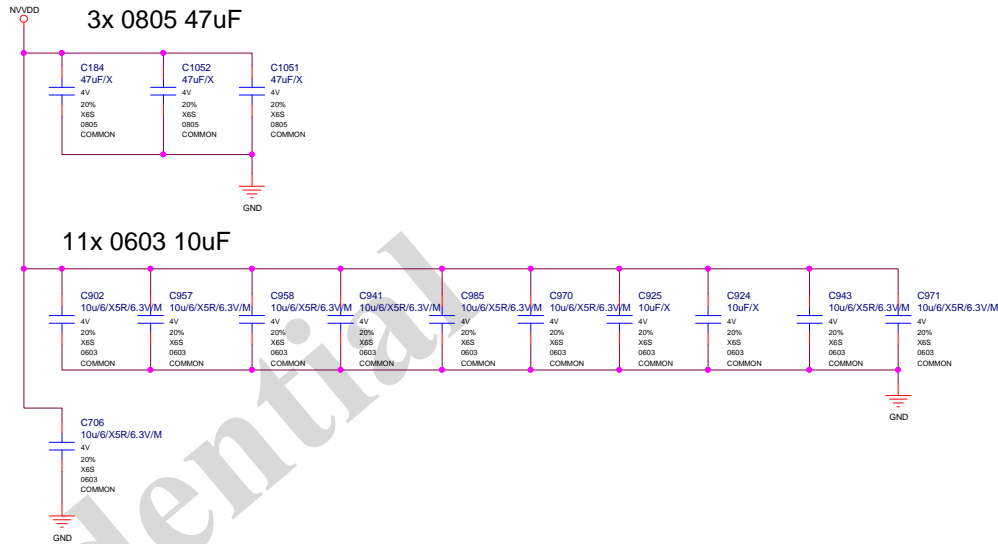 NVVDD
3x 0805 47uF
C184
47uF/X
4V
20%
X6S
0805
COMMON
C1052
47uF/X
4V
20%
X6S
0805
COMMON
C1051
47uF/X
4V
20%
X6S
0805
COMMON
GND
11x 0603 10uF
C902
10u/6/X5R/6.3V/M
4V
20%
X6S
0603
COMMON
C957
10u/6/X5R/6.3V/M
4V
20%
X6S
0603
COMMON
C958
10u/6/X5R/6.3V/M
4V
20%
X6S
0603
COMMON
C941
10u/6/X5R/6.3V/M
4V
20%
X6S
0603
COMMON
C985
10u/6/X5R/6.3V/M
4V
20%
X6S
0603
COMMON
C970
10u/6/X5R/6.3V/M
4V
20%
X6S
0603
COMMON
C925
10uF/X
4V
20%
X6S
0603
COMMON
C924
10uF/X
4V
20%
X6S
0603
COMMON
C943
10u/6/X5R/6.3V/M
4V
20%
X6S
0603
COMMON
C971
10u/6/X5R/6.3V/M
4V
20%
X6S
0603
COMMON
GND
C706
10u/6/X5R/6.3V/M
4V
20%
X6S
0603
COMMON
GND
dential